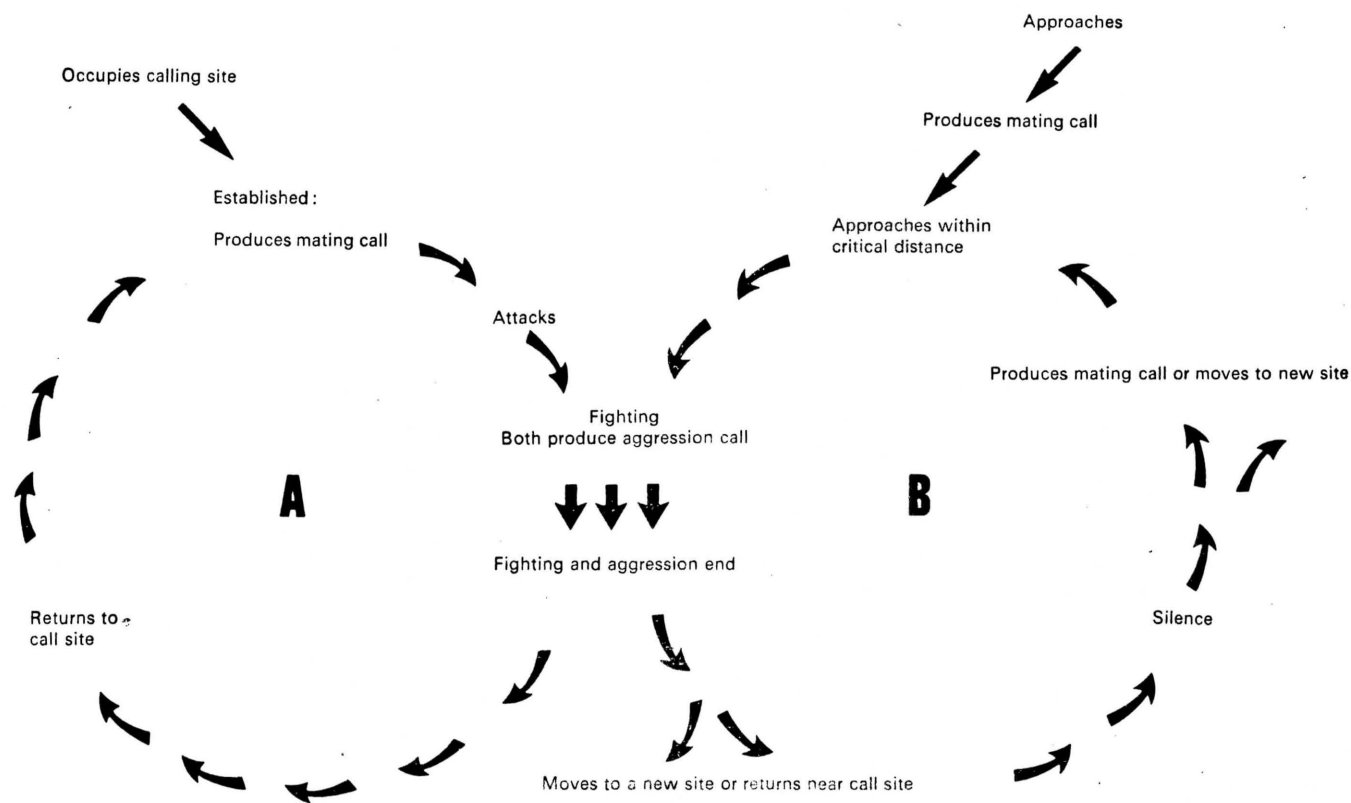 Approaches
Occupies calling site
Produces mating call
Established :
Produces mating call
Approaches within
critical distance
Attacks
Produces mating call or moves to new site
Fighting
Both produce aggression call
A
B
Fighting and aggression end
Returns to
call site
Silence
Moves to a new site or returns near call site